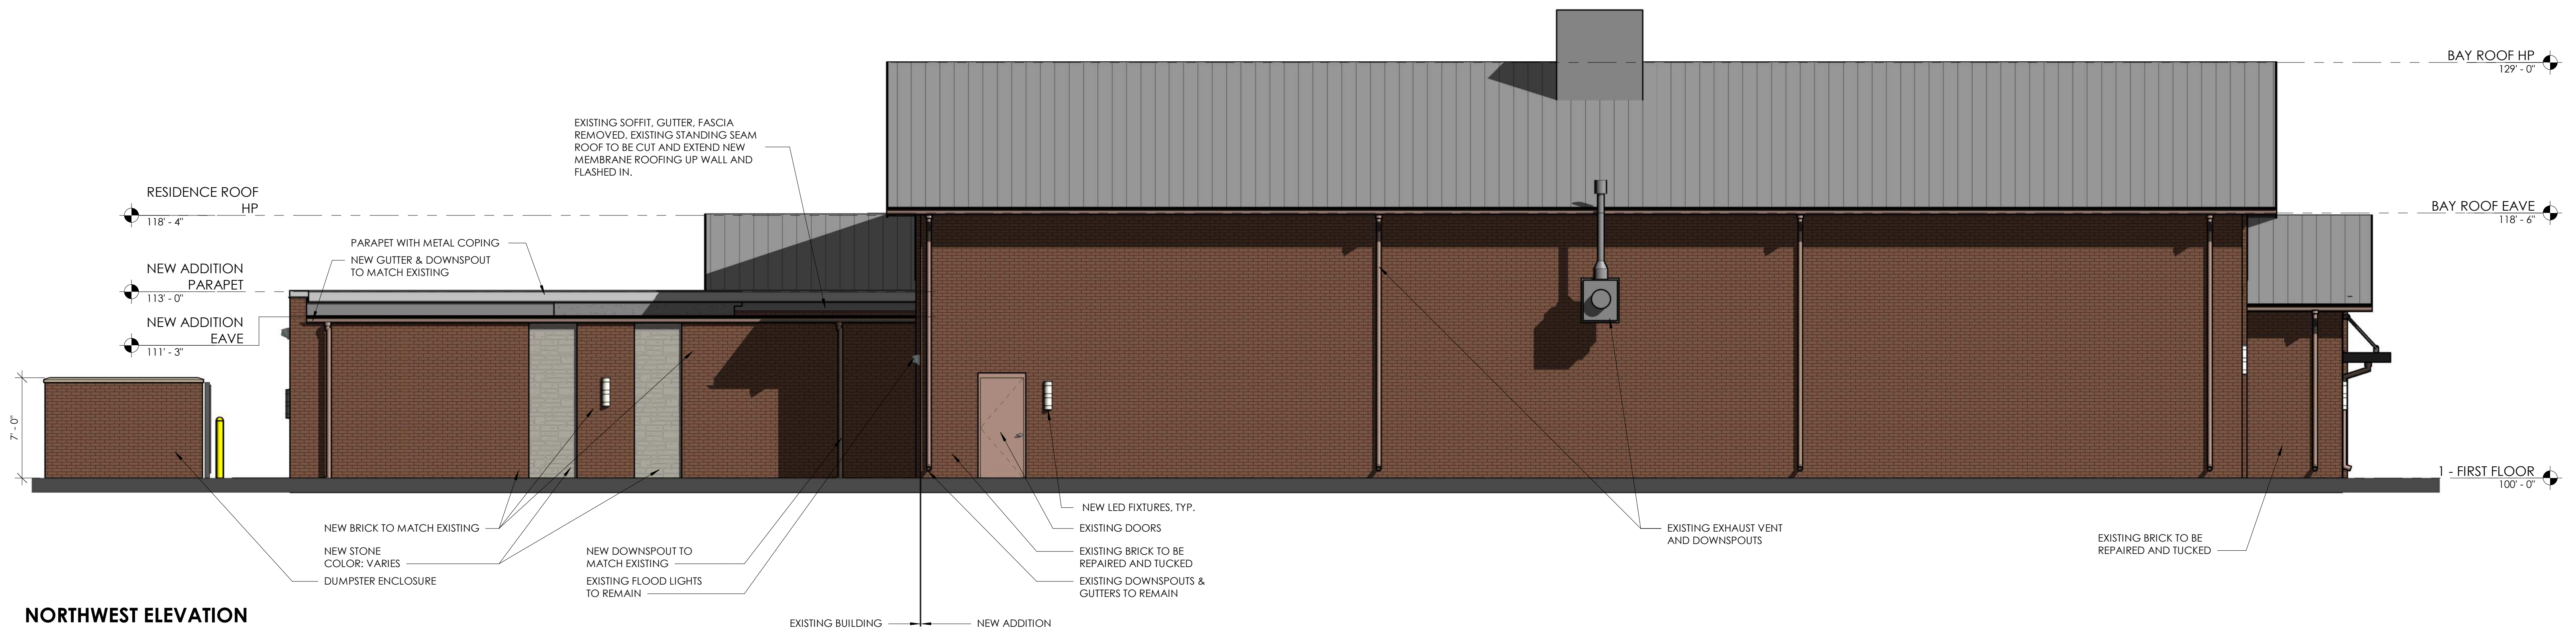 BAY ROOF HP
129' - 0"
EXISTING SOFFIT, GUTTER, FASCIA
REMOVED. EXISTING STANDING SEAM
ROOF TO BE CUT AND EXTEND NEW
MEMBRANE ROOFING UP WALL AND
FLASHED IN.
RESIDENCE ROOF
HP
118' - 4"
BAY ROOF EAVE
118' - 6"
PARAPET WITH METAL COPING
NEW GUTTER & DOWNSPOUT
TO MATCH EXISTING
NEW ADDITION
PARAPET
113' - 0"
NEW ADDITION
EAVE
111' - 3"
7' - 0"
1 - FIRST FLOOR
100' - 0"
NEW BRICK TO MATCH EXISTING
NEW STONE
COLOR: VARIES
DUMPSTER ENCLOSURE
NEW DOWNSPOUT TO
MATCH EXISTING
EXISTING FLOOD LIGHTS
TO REMAIN
NEW LED FIXTURES, TYP.
EXISTING DOORS
EXISTING BRICK TO BE
REPAIRED AND TUCKED
EXISTING DOWNSPOUTS &
GUTTERS TO REMAIN
EXISTING EXHAUST VENT
AND DOWNSPOUTS
EXISTING BRICK TO BE
REPAIRED AND TUCKED
NORTHWEST ELEVATION
EXISTING BUILDING
NEW ADDITION